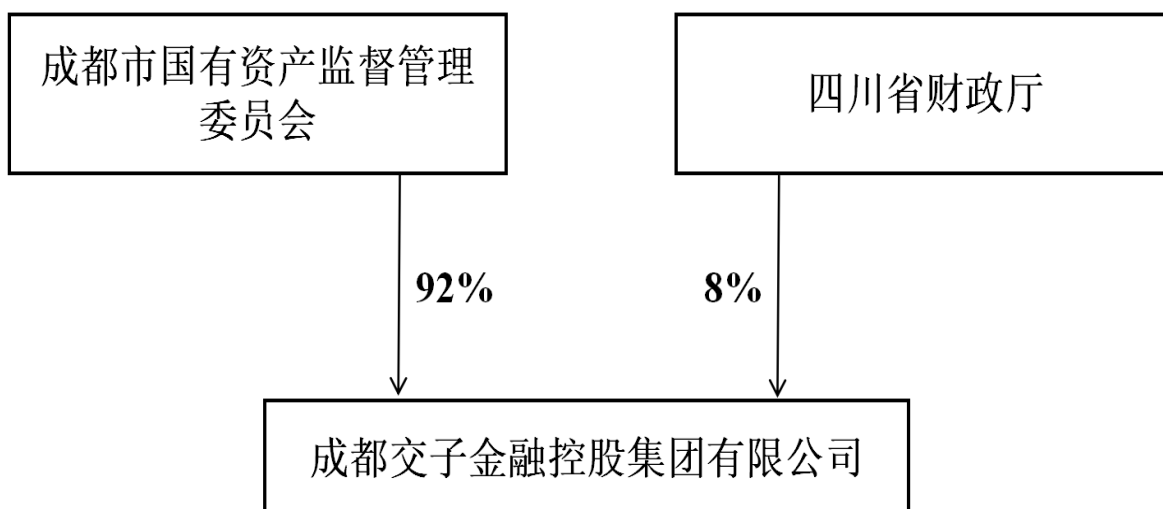 成都市国有资产监督管理
委员会
四川省财政厅
92%
8%
成都交子金融控股集团有限公司